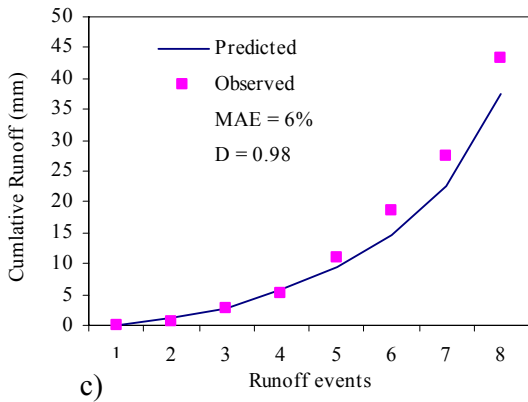 50
45
40
35
30
25
20
15
10
5
0
Cumlative Runoff (mm)
Predicted
Observed
MAE = 6%
D = 0.98
1 2 3 4 5 6 7 8
Runoff events
c)